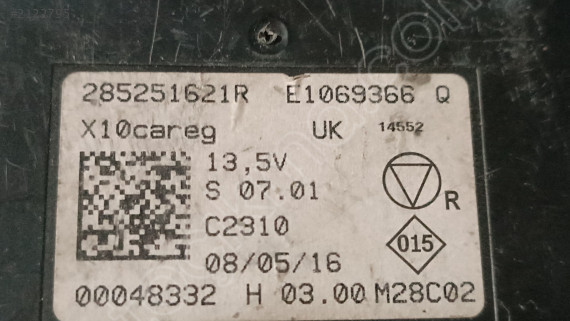 285251621R E1069366 Q
X10careg UK 14552
13,5V
S 07.01
R
C2310
015
08/05/16
00048332 H 03.00 M28C02